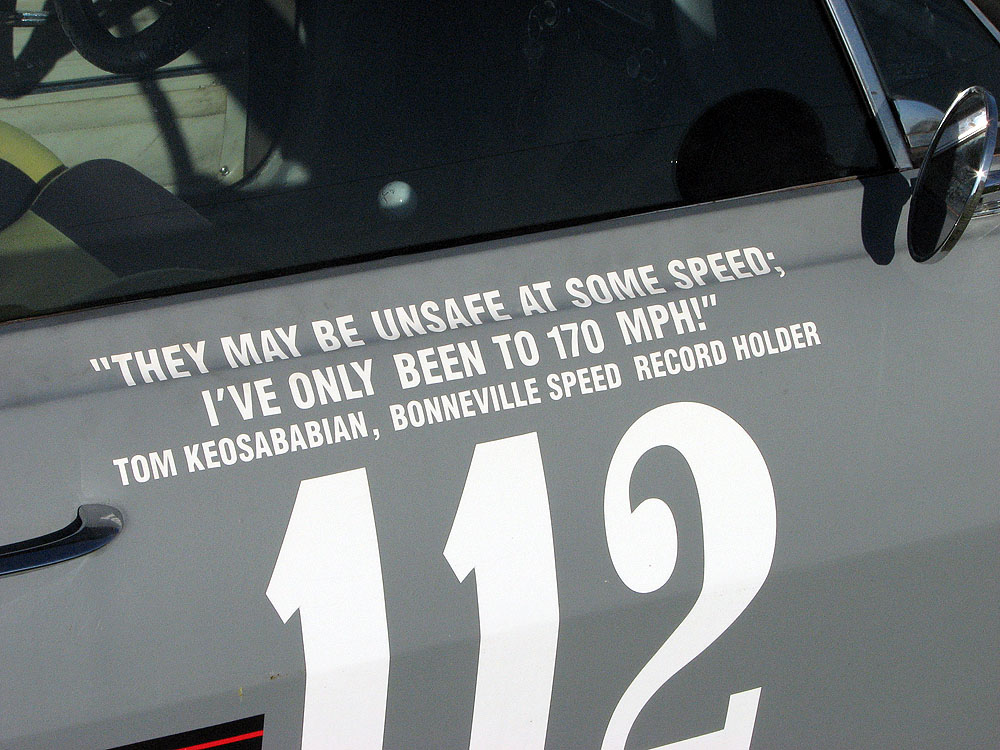 "THEY MAY BE UNSAFE AT SOME SPEED;
I'VE ONLY BEEN TO 170 MPH!"
TOM KEOSABABIAN, BONNEVILLE SPEED RECORD HOLDER
112